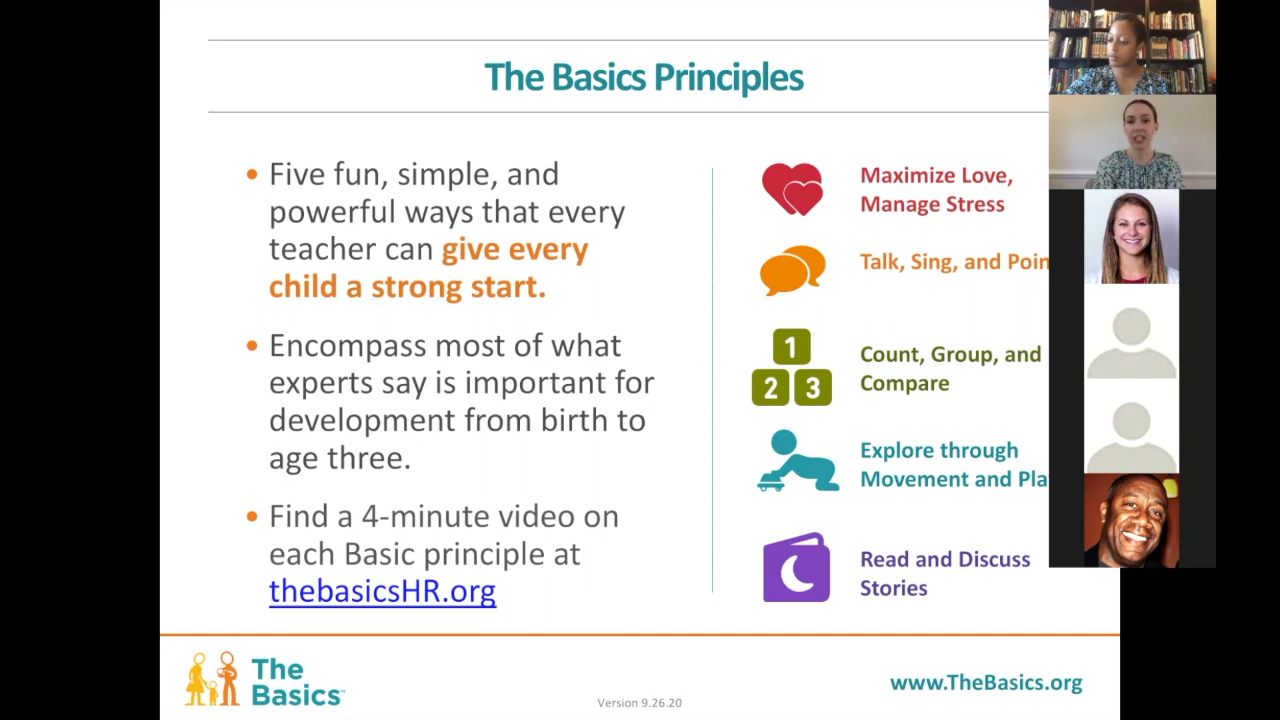 The Basics Principles
• Five fun, simple, and
powerful ways that every
teacher can give every
child a strong start.
• Encompass most of what
experts say is important for
development from birth to
age three.
• Find a 4-minute video on
each Basic principle at
thebasicsHR.org
Maximize Love,
Manage Stress
Talk, Sing, and Poin
1
2 3
Count, Group, and
Compare
Explore through
Movement and Pla
Read and Discuss
Stories
The
Basics™
Version 9.26.20
www.TheBasics.org